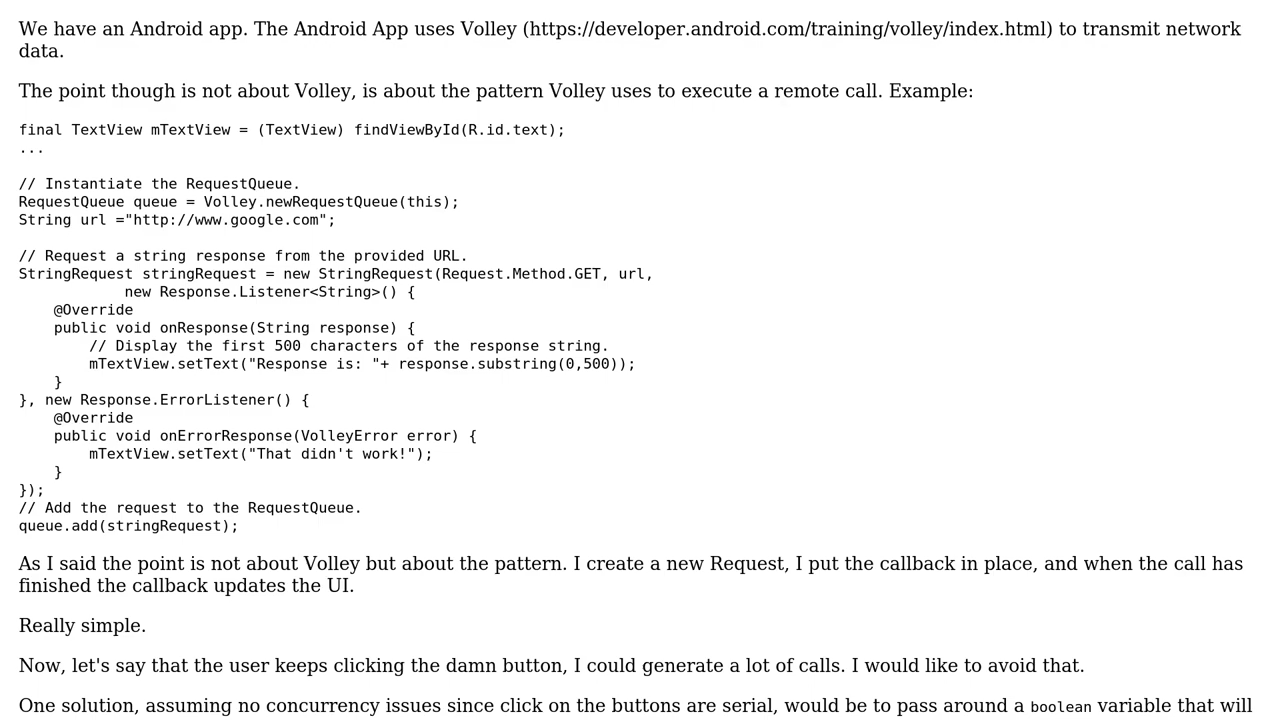 We have an Android app. The Android App uses Volley (https://developer.android.com/training/volley/index.html) to transmit network
data.
The point though is not about Volley, is about the pattern Volley uses to execute a remote call. Example:
final TextView mTextView = (TextView) findViewById(R.id.text);
...
// Instantiate the RequestQueue.
RequestQueue queue = Volley.newRequestQueue(this);
String url ="http://www.google.com";
// Request a string response from the provided URL.
StringRequest stringRequest = new StringRequest(Request.Method.GET, url,
            new Response.Listener<String>() {
    @Override
    public void onResponse(String response) {
        // Display the first 500 characters of the response string.
        mTextView.setText("Response is: "+ response.substring(0,500));
    }
}, new Response.ErrorListener() {
    @Override
    public void onErrorResponse(VolleyError error) {
        mTextView.setText("That didn't work!");
    }
});
// Add the request to the RequestQueue.
queue.add(stringRequest);
As I said the point is not about Volley but about the pattern. I create a new Request, I put the callback in place, and when the call has
finished the callback updates the UI.
Really simple.
Now, let's say that the user keeps clicking the damn button, I could generate a lot of calls. I would like to avoid that.
One solution, assuming no concurrency issues since click on the buttons are serial, would be to pass around a boolean variable that will